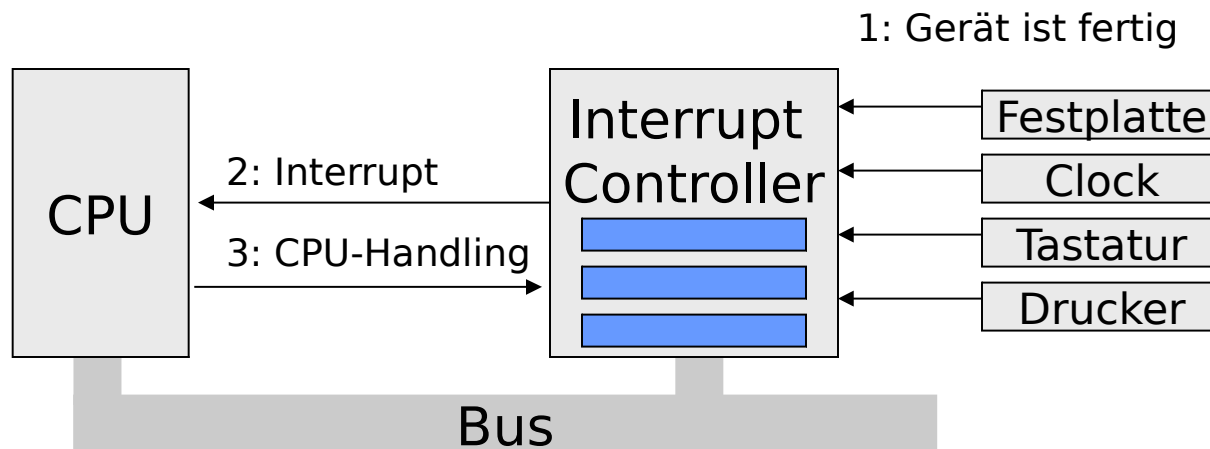 1: Gerät ist fertig
CPU
2: Interrupt
3: CPU-Handling
Interrupt
Controller
Festplatte
Clock
Tastatur
Drucker
Bus